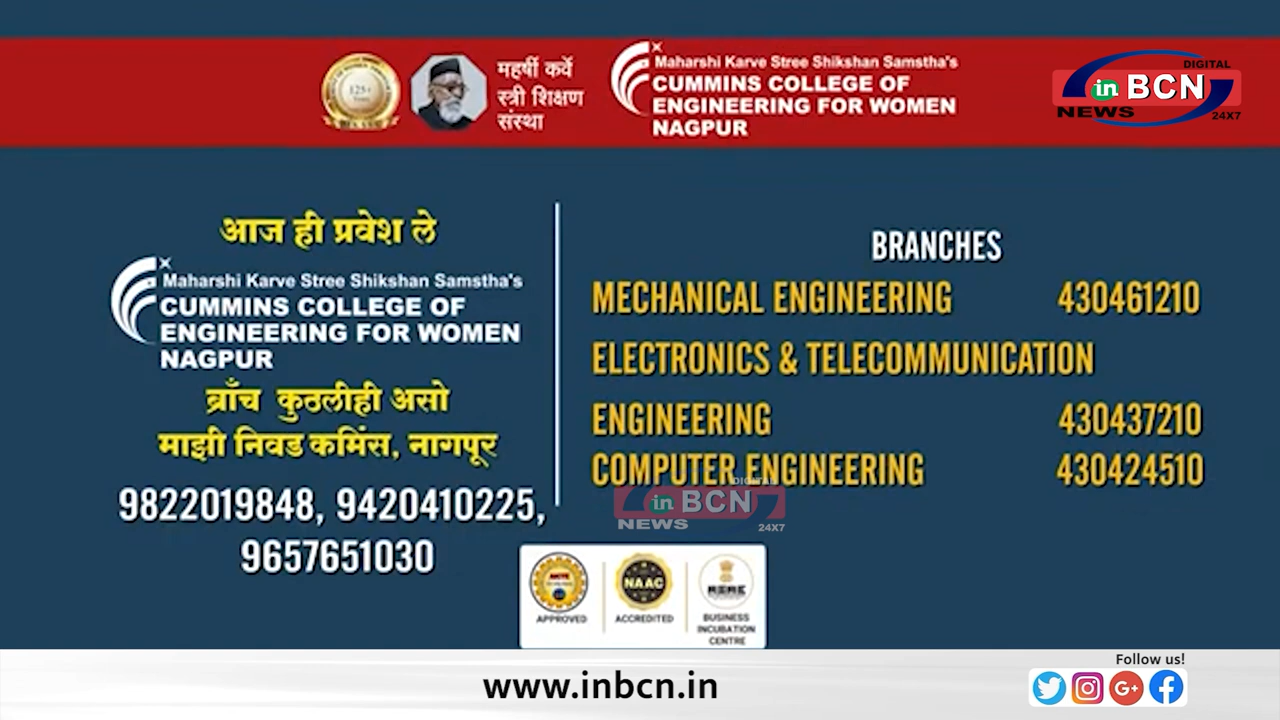 125+
महर्षी कर्वे
स्त्री शिक्षण
संस्था
Maharshi Karve Stree Shikshan Samstha's
CUMMINS COLLEGE OF
ENGINEERING FOR WOMEN
NAGPUR
DIGITAL
in BCN
NEWS
24X7
आज ही प्रवेश ले
Maharshi Karve Stree Shikshan Samstha's
CUMMINS COLLEGE OF
ENGINEERING FOR WOMEN
NAGPUR
ब्राँच कुठलीही असो
माझी निवड कमिंस, नागपूर
9822019848, 9420410225,
9657651030
BRANCHES
MECHANICAL ENGINEERING 430461210
ELECTRONICS & TELECOMMUNICATION
ENGINEERING 430437210
COMPUTER ENGINEERING 430424510
DIGITAL
in BCN
NEWS
24X7
APPROVED
NAAC
ACCREDITED
BUSINESS
INCUBATION
CENTRE
www.inbcn.in
Follow us!